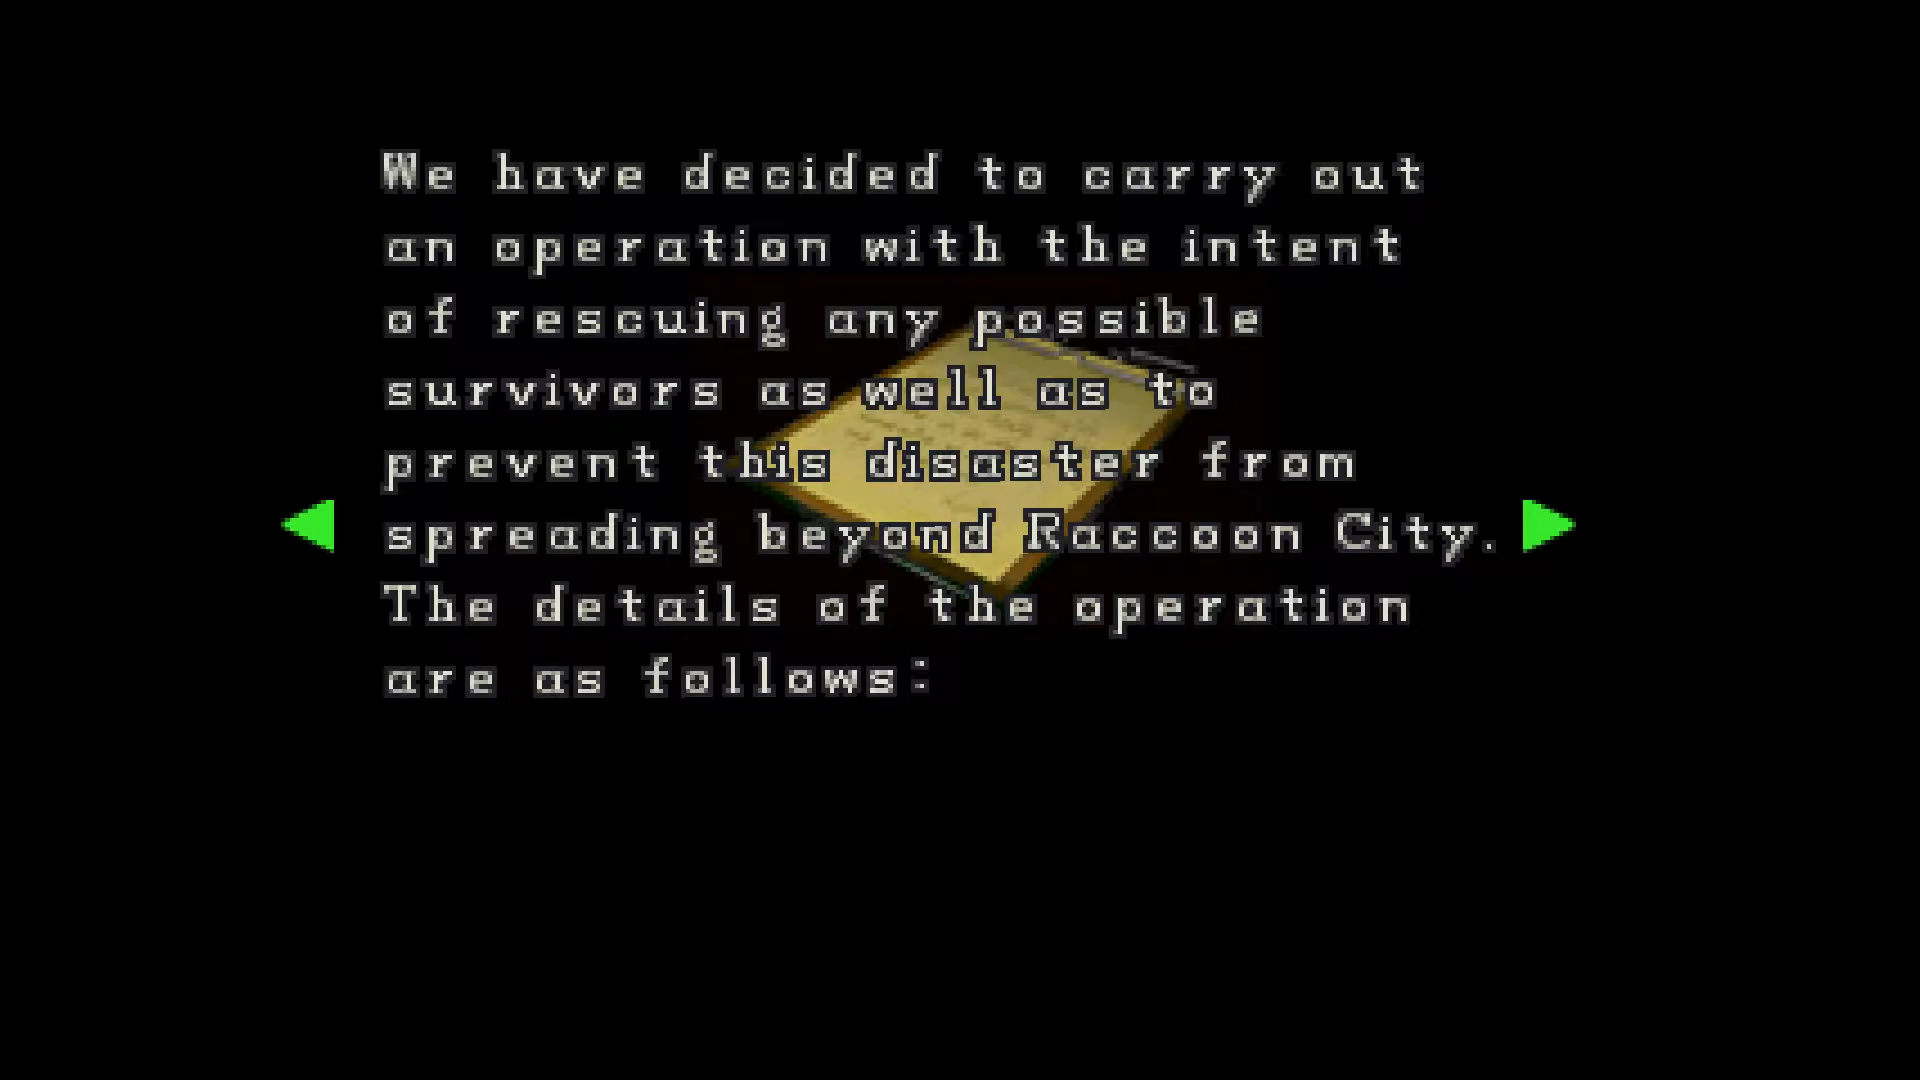 We have decided to carry out
an operation with the intent
of rescuing any possible
survivors as well as to
prevent this disaster from
spreading beyond Raccoon City.
The details of the operation
are as follows: